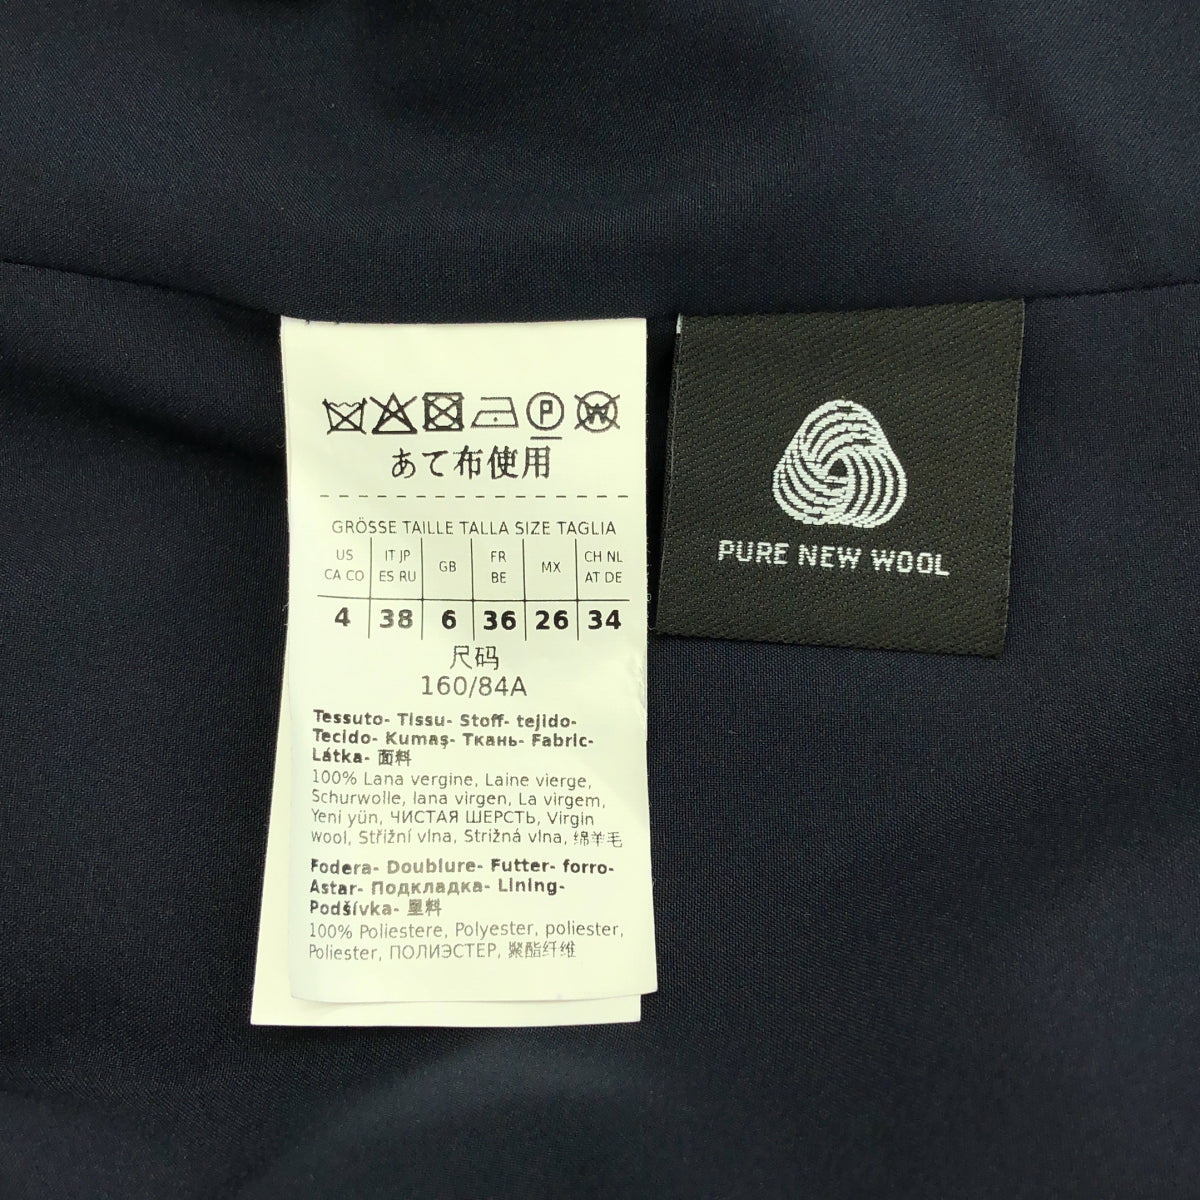 P
W
あて布使用
GRÖSSE TAILLE TALLA SIZE TAGLIA
US CA CO
IT JP ES RU
GB
FR BE
MX
CH NL AT DE
4 38 6 36 26 34
尺码
160/84A
Tessuto- Tissu- Stoff- tejido-
Tecido- Kumaş- Ткань- Fabric-
Látka- 面料
100% Lana vergine, Laine vierge,
Schurwolle, lana virgen, La virgem,
Yeni yün, ЧИСТАЯ ШЕРСТЬ, Virgin
wool, Střižní vlna, Strižná vlna, 绵羊毛
Fodera- Doublure- Futter- forro-
Astar- Подкладка- Lining-
Podšívka- 里料
100% Poliestere, Polyester, poliester,
Poliester, ПОЛИЭСТЕР, 聚酯纤维
PURE NEW WOOL